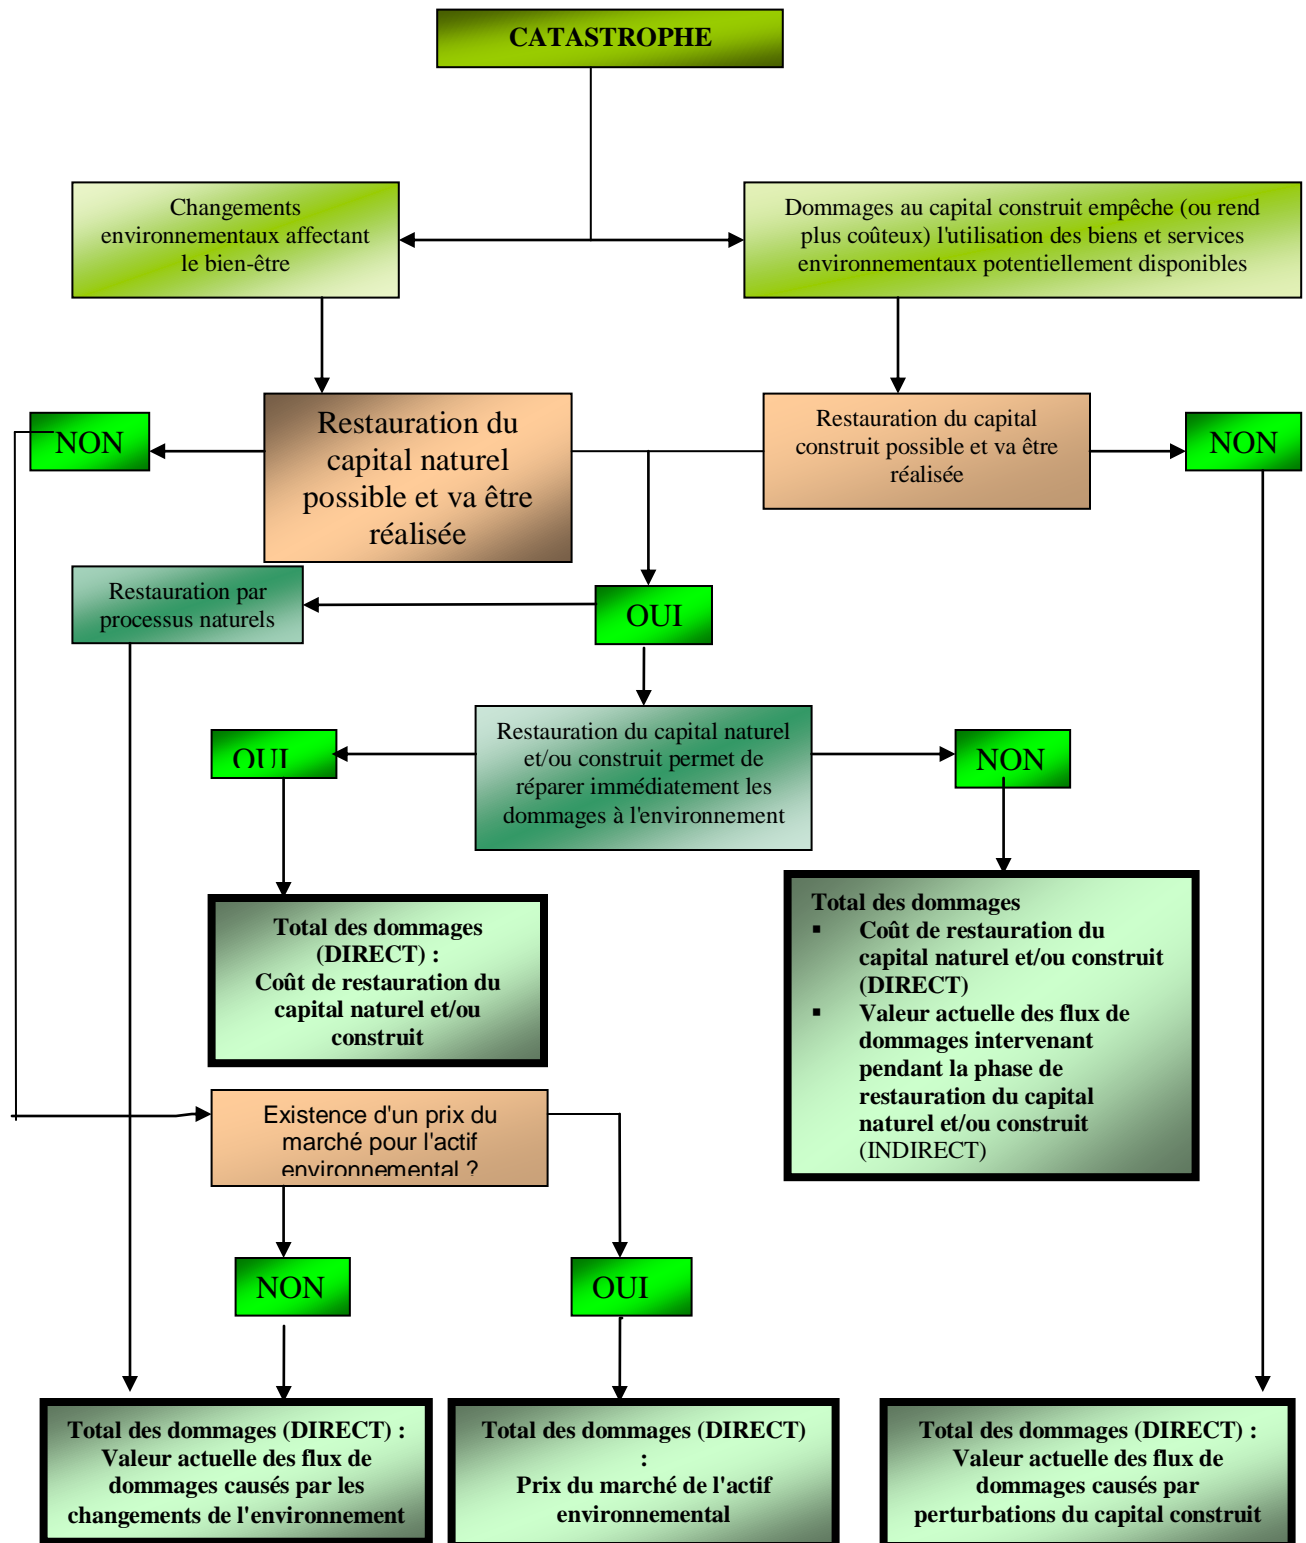 CATASTROPHE
Changements
environnementaux affectant
le bien-être
Dommages au capital construit empêche (ou rend
plus coûteux) l'utilisation des biens et services
environnementaux potentiellement disponibles
NON
Restauration du
capital naturel
possible et va être
réalisée
Restauration du capital
construit possible et va être
réalisée
NON
Restauration par
processus naturels
OUI
OUI
Restauration du capital naturel
et/ou construit permet de
réparer immédiatement les
dommages à l'environnement
NON
Total des dommages
(DIRECT) :
Coût de restauration du
capital naturel et/ou
construit
Total des dommages
▪ Coût de restauration du
capital naturel et/ou construit
(DIRECT)
▪ Valeur actuelle des flux de
dommages intervenant
pendant la phase de
restauration du capital
naturel et/ou construit
(INDIRECT)
Existence d'un prix du
marché pour l'actif
environnemental ?
NON
OUI
Total des dommages (DIRECT) :
Valeur actuelle des flux de
dommages causés par les
changements de l'environnement
Total des dommages (DIRECT)
:
Prix du marché de l'actif
environnemental
Total des dommages (DIRECT) :
Valeur actuelle des flux de
dommages causés par
perturbations du capital construit